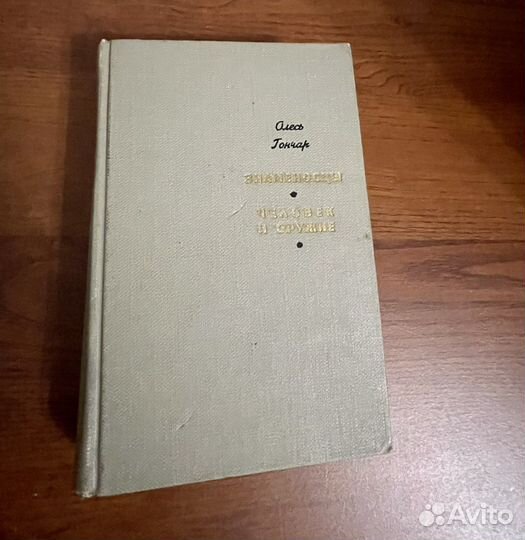 Олесь
Гончар
ЗНАМЕНОСЦЫ
ЧЕЛОВЕК
И ОРУЖИЕ
Avito